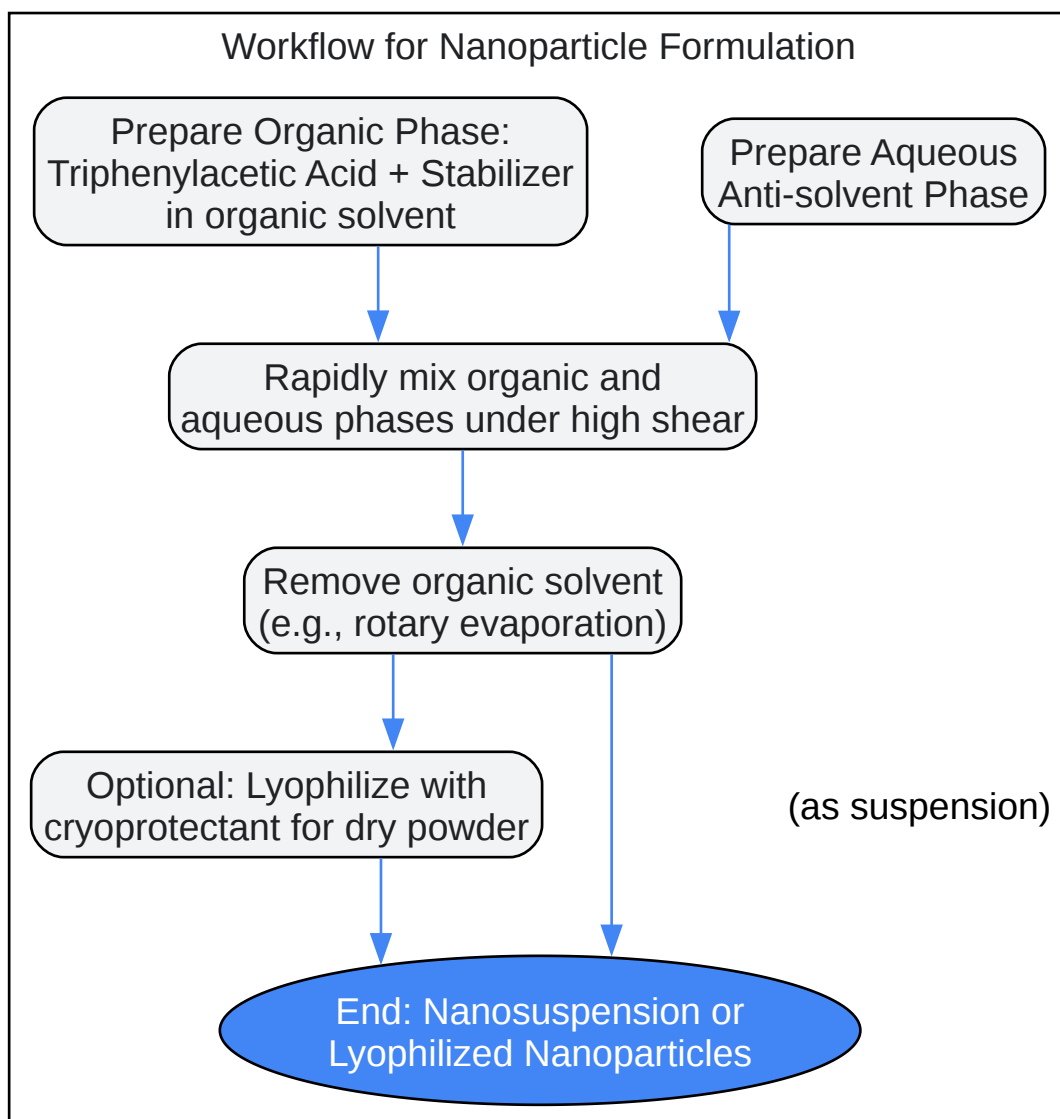 Workflow for Nanoparticle Formulation
Prepare Organic Phase:
Triphenylacetic Acid + Stabilizer
in organic solvent
Prepare Aqueous
Anti-solvent Phase
Rapidly mix organic and
aqueous phases under high shear
Remove organic solvent
(e.g., rotary evaporation)
Optional: Lyophilize with
cryoprotectant for dry powder
(as suspension)
End: Nanosuspension or
Lyophilized Nanoparticles